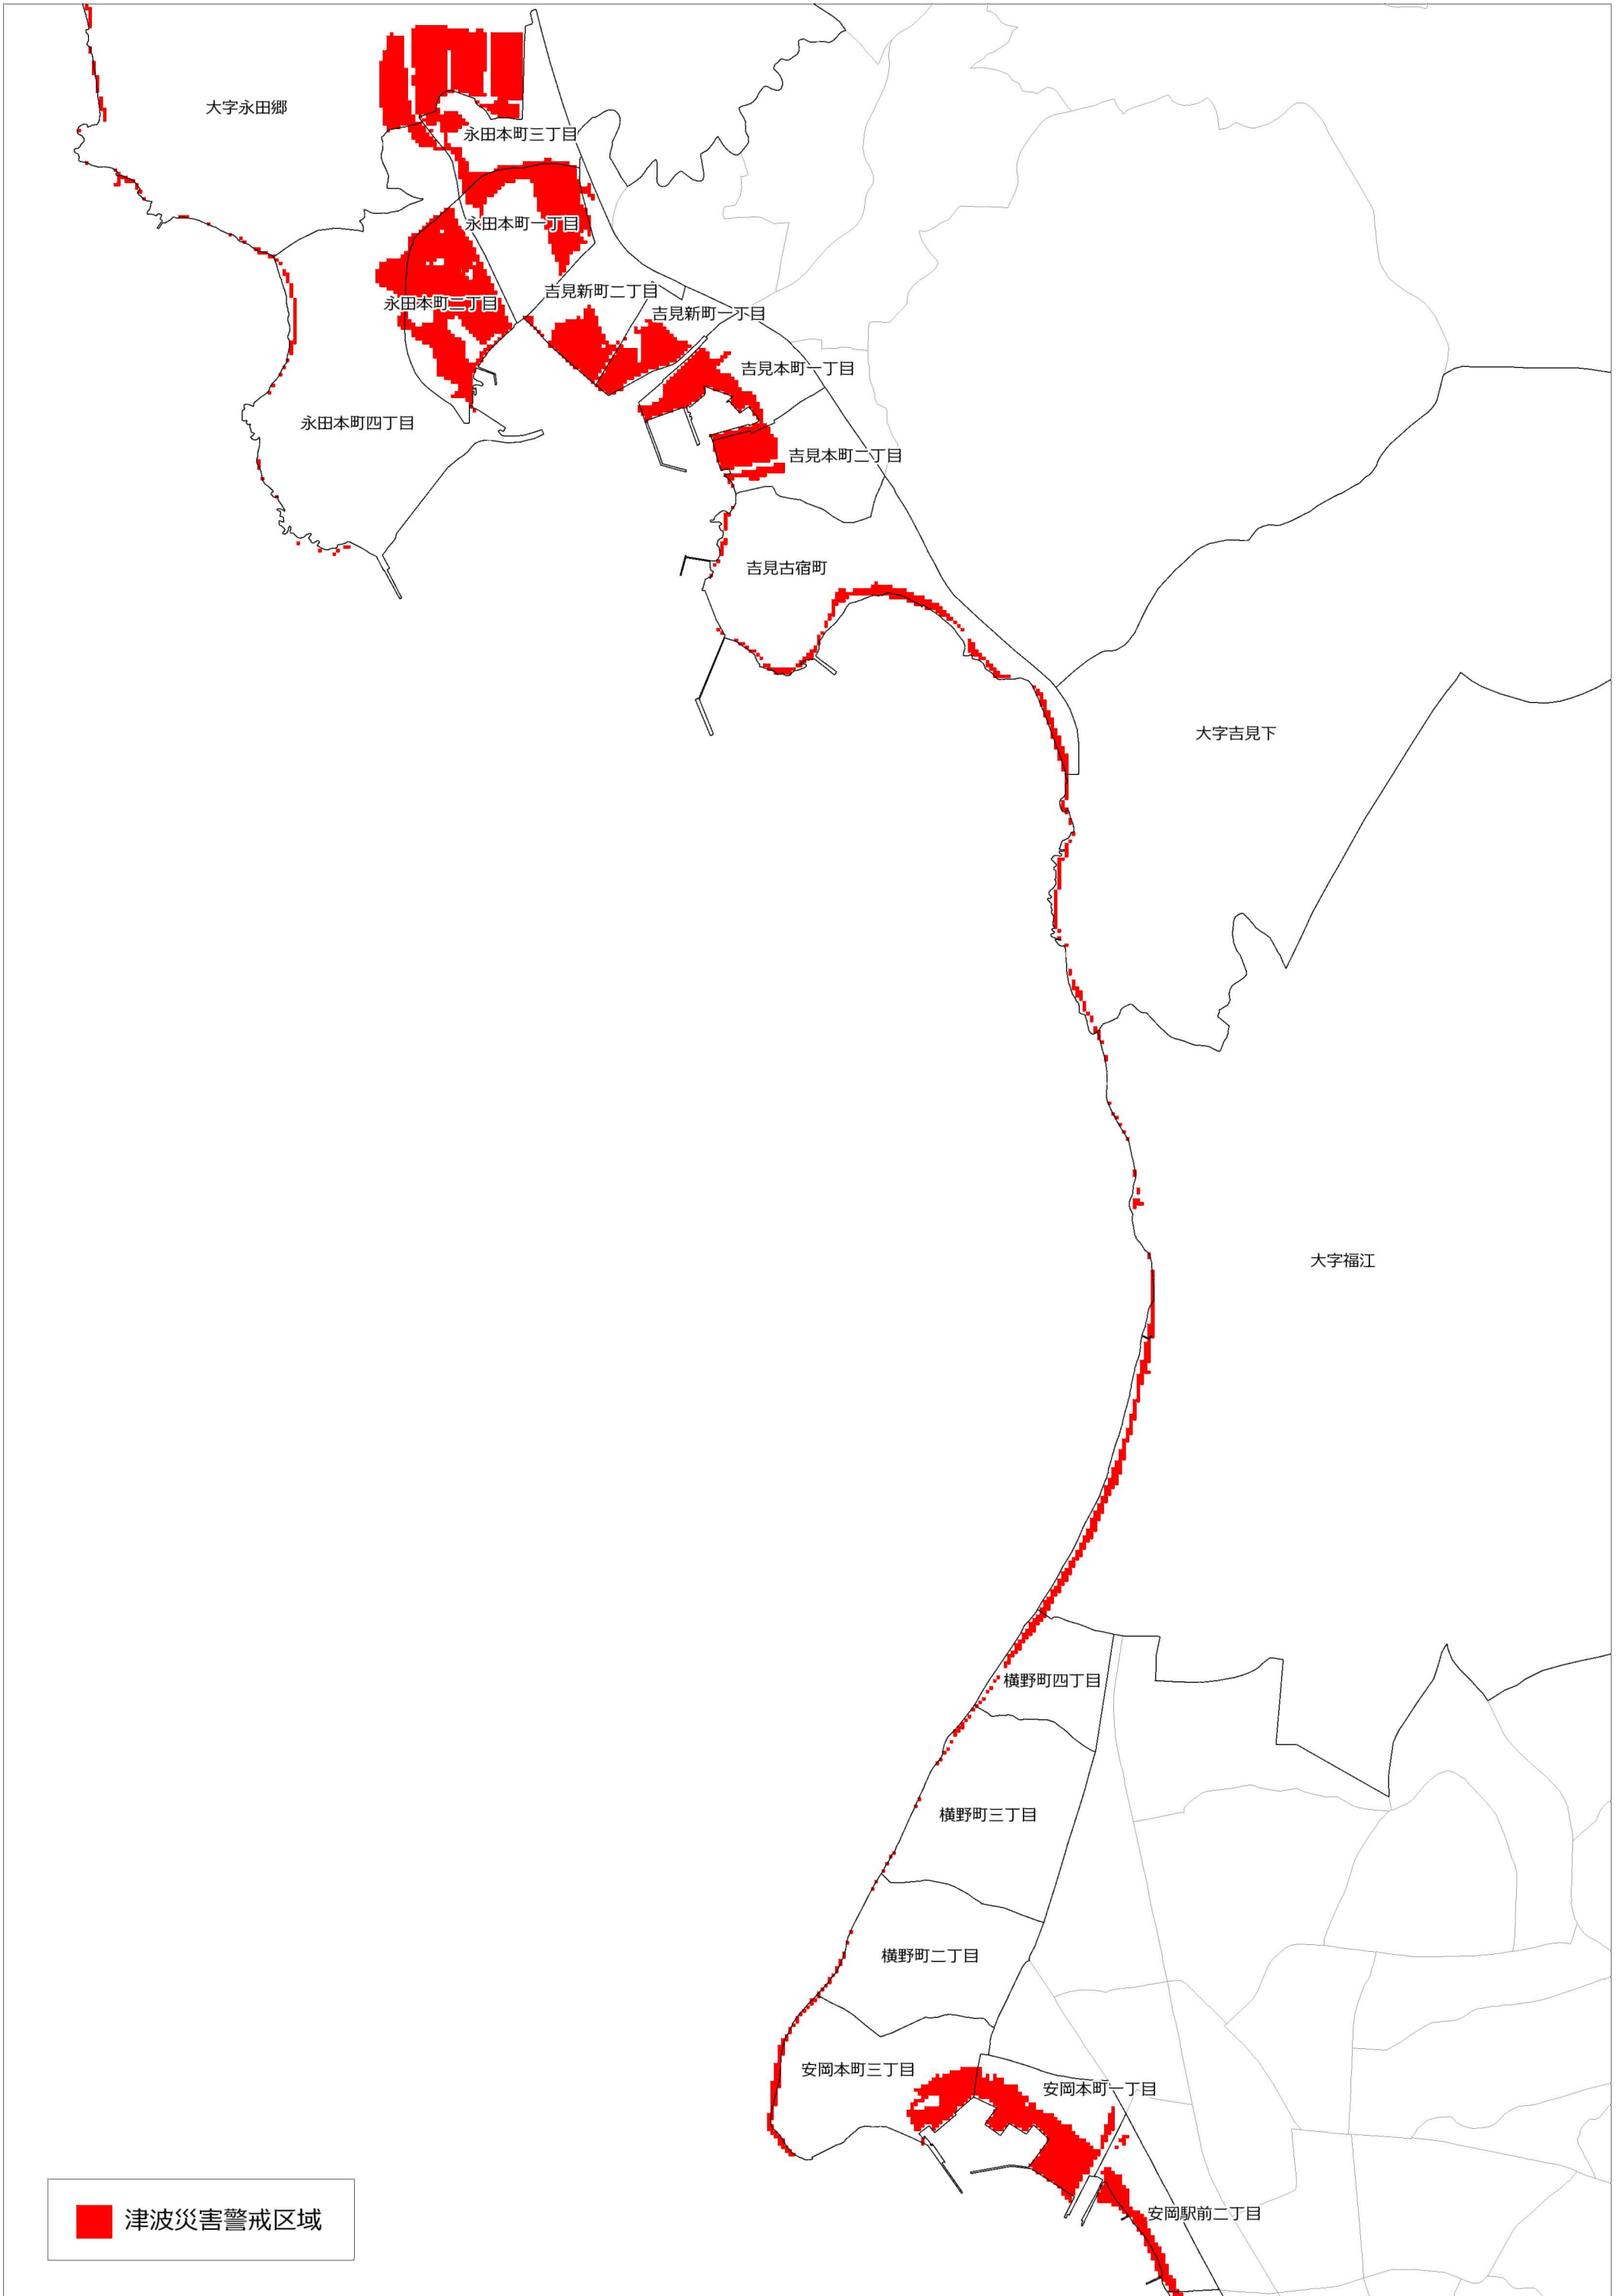 大字永田郷
永田本町三丁目
永田本町一丁目
吉見新町二丁目
永田本町二丁目
吉見新町一丁目
吉見本町一丁目
永田本町四丁目
吉見本町二丁目
吉見古宿町
大字吉見下
大字福江
横野町四丁目
横野町三丁目
横野町二丁目
安岡本町三丁目
安岡本町一丁目
安岡駅前二丁目
津波災害警戒区域